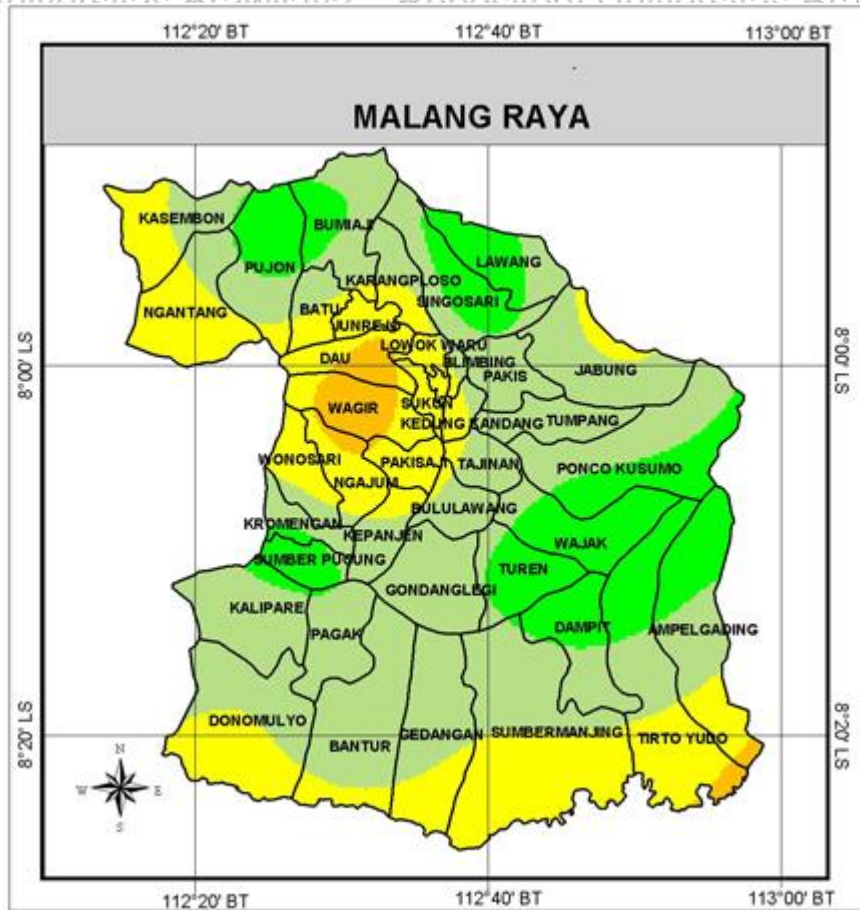 112°20' BT 112°40' BT 113°00' BT
MALANG RAYA
KASEMBON
BUMIAJI
PUJON
LAWANG
KARANGPLOSO
SINGOSARI
NGANTANG
BATU
JUNREJO
LOWOK WARU
8°00' LS
8°00' LS
DAU
BLIMBING
PAKIS
JABUNG
WAGIR
SUKUN
KEDUNG KANDANG
TUMPANG
WONOSARI
PAKISAJI
TAJINAN
PONCO KUSUMO
NGAJUM
BULULAWANG
KROMENGAN
KEPANJEN
WAJAK
SUMBER PUCUNG
TUREN
GONDANGLEGI
KALIPARE
PAGAK
DAMPIT
AMPELGADING
DONOMULYO
BANTUR
GEDANGAN
SUMBERMANJING
TIRTO YUDO
8°20' LS
8°20' LS
N
W E
S
112°20' BT 112°40' BT 113°00' BT